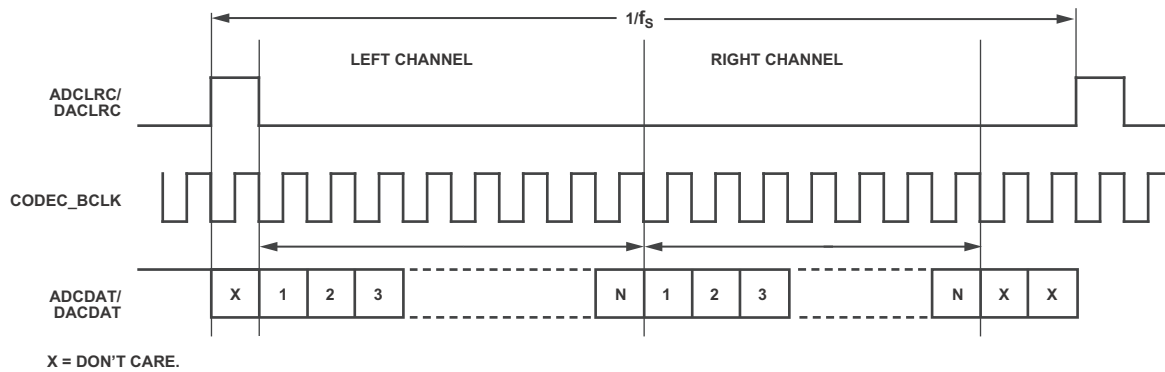 1/fS
LEFT CHANNEL
RIGHT CHANNEL
ADCLRC/
DACLRC
CODEC_BCLK
ADCDAT/
DACDAT
X 1 2 3 N 1 2 3 N X X
X = DON'T CARE.